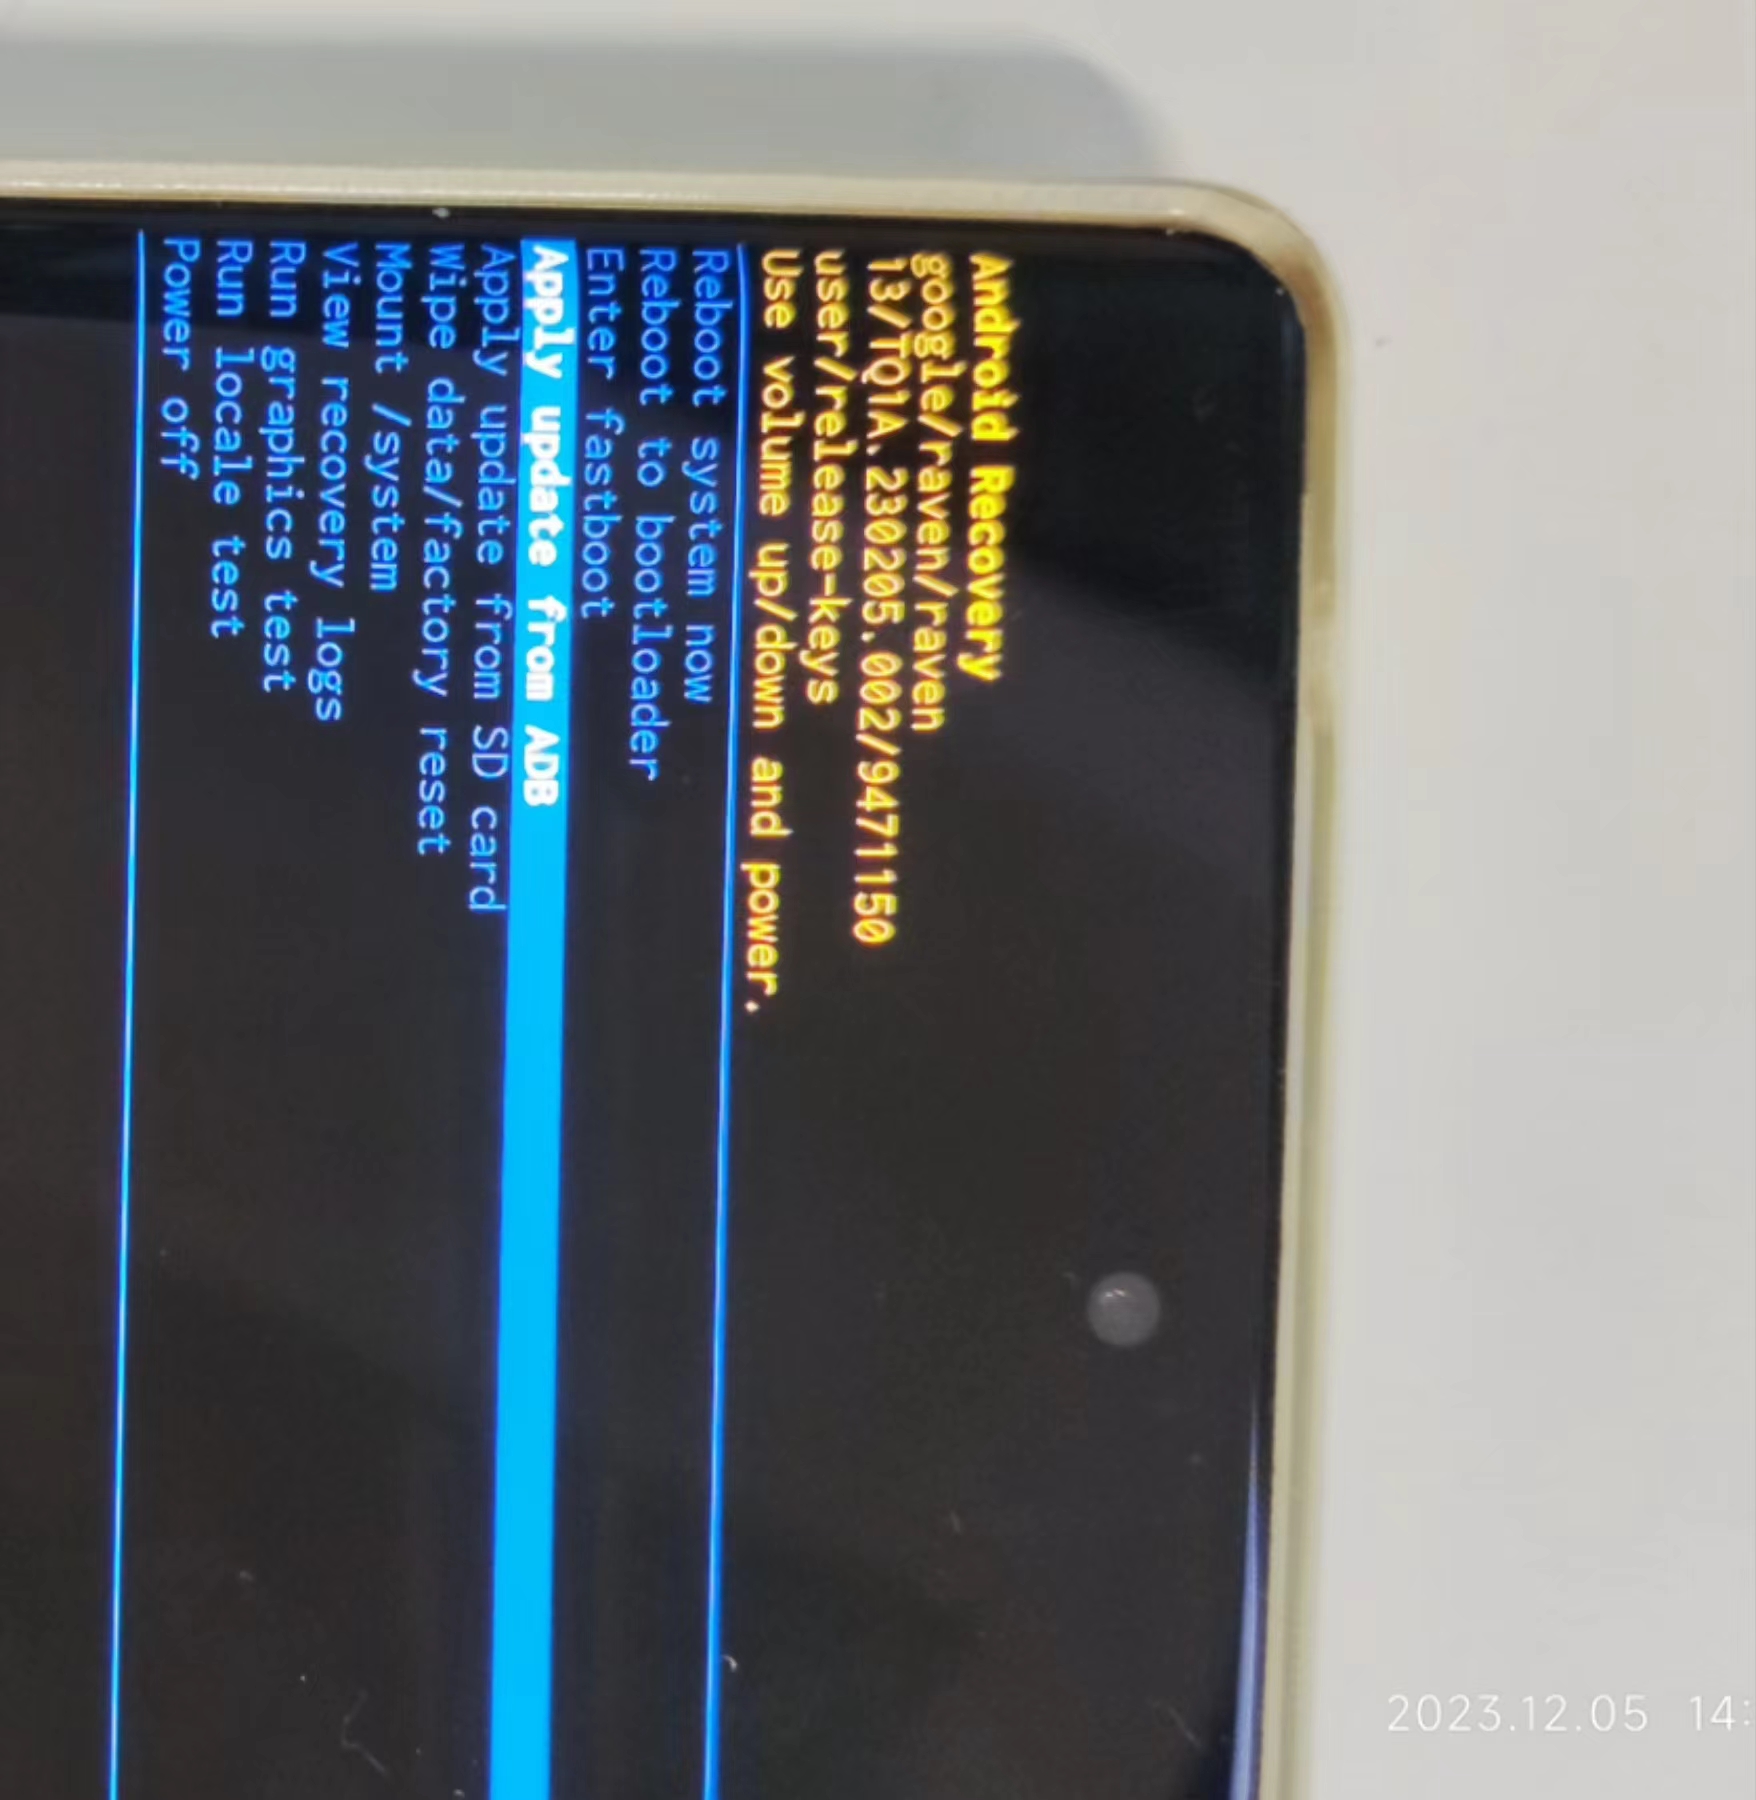 Android Recovery
google/raven/raven
13/TQ1A.230205.002/9471150
user/release-keys
Use volume up/down and power.
Reboot system now
Reboot to bootloader
Enter fastboot
Apply update from ADB
Apply update from SD card
Wipe data/factory reset
Mount /system
View recovery logs
Run graphics test
Run locale test
Power off
2023.12.05 14: